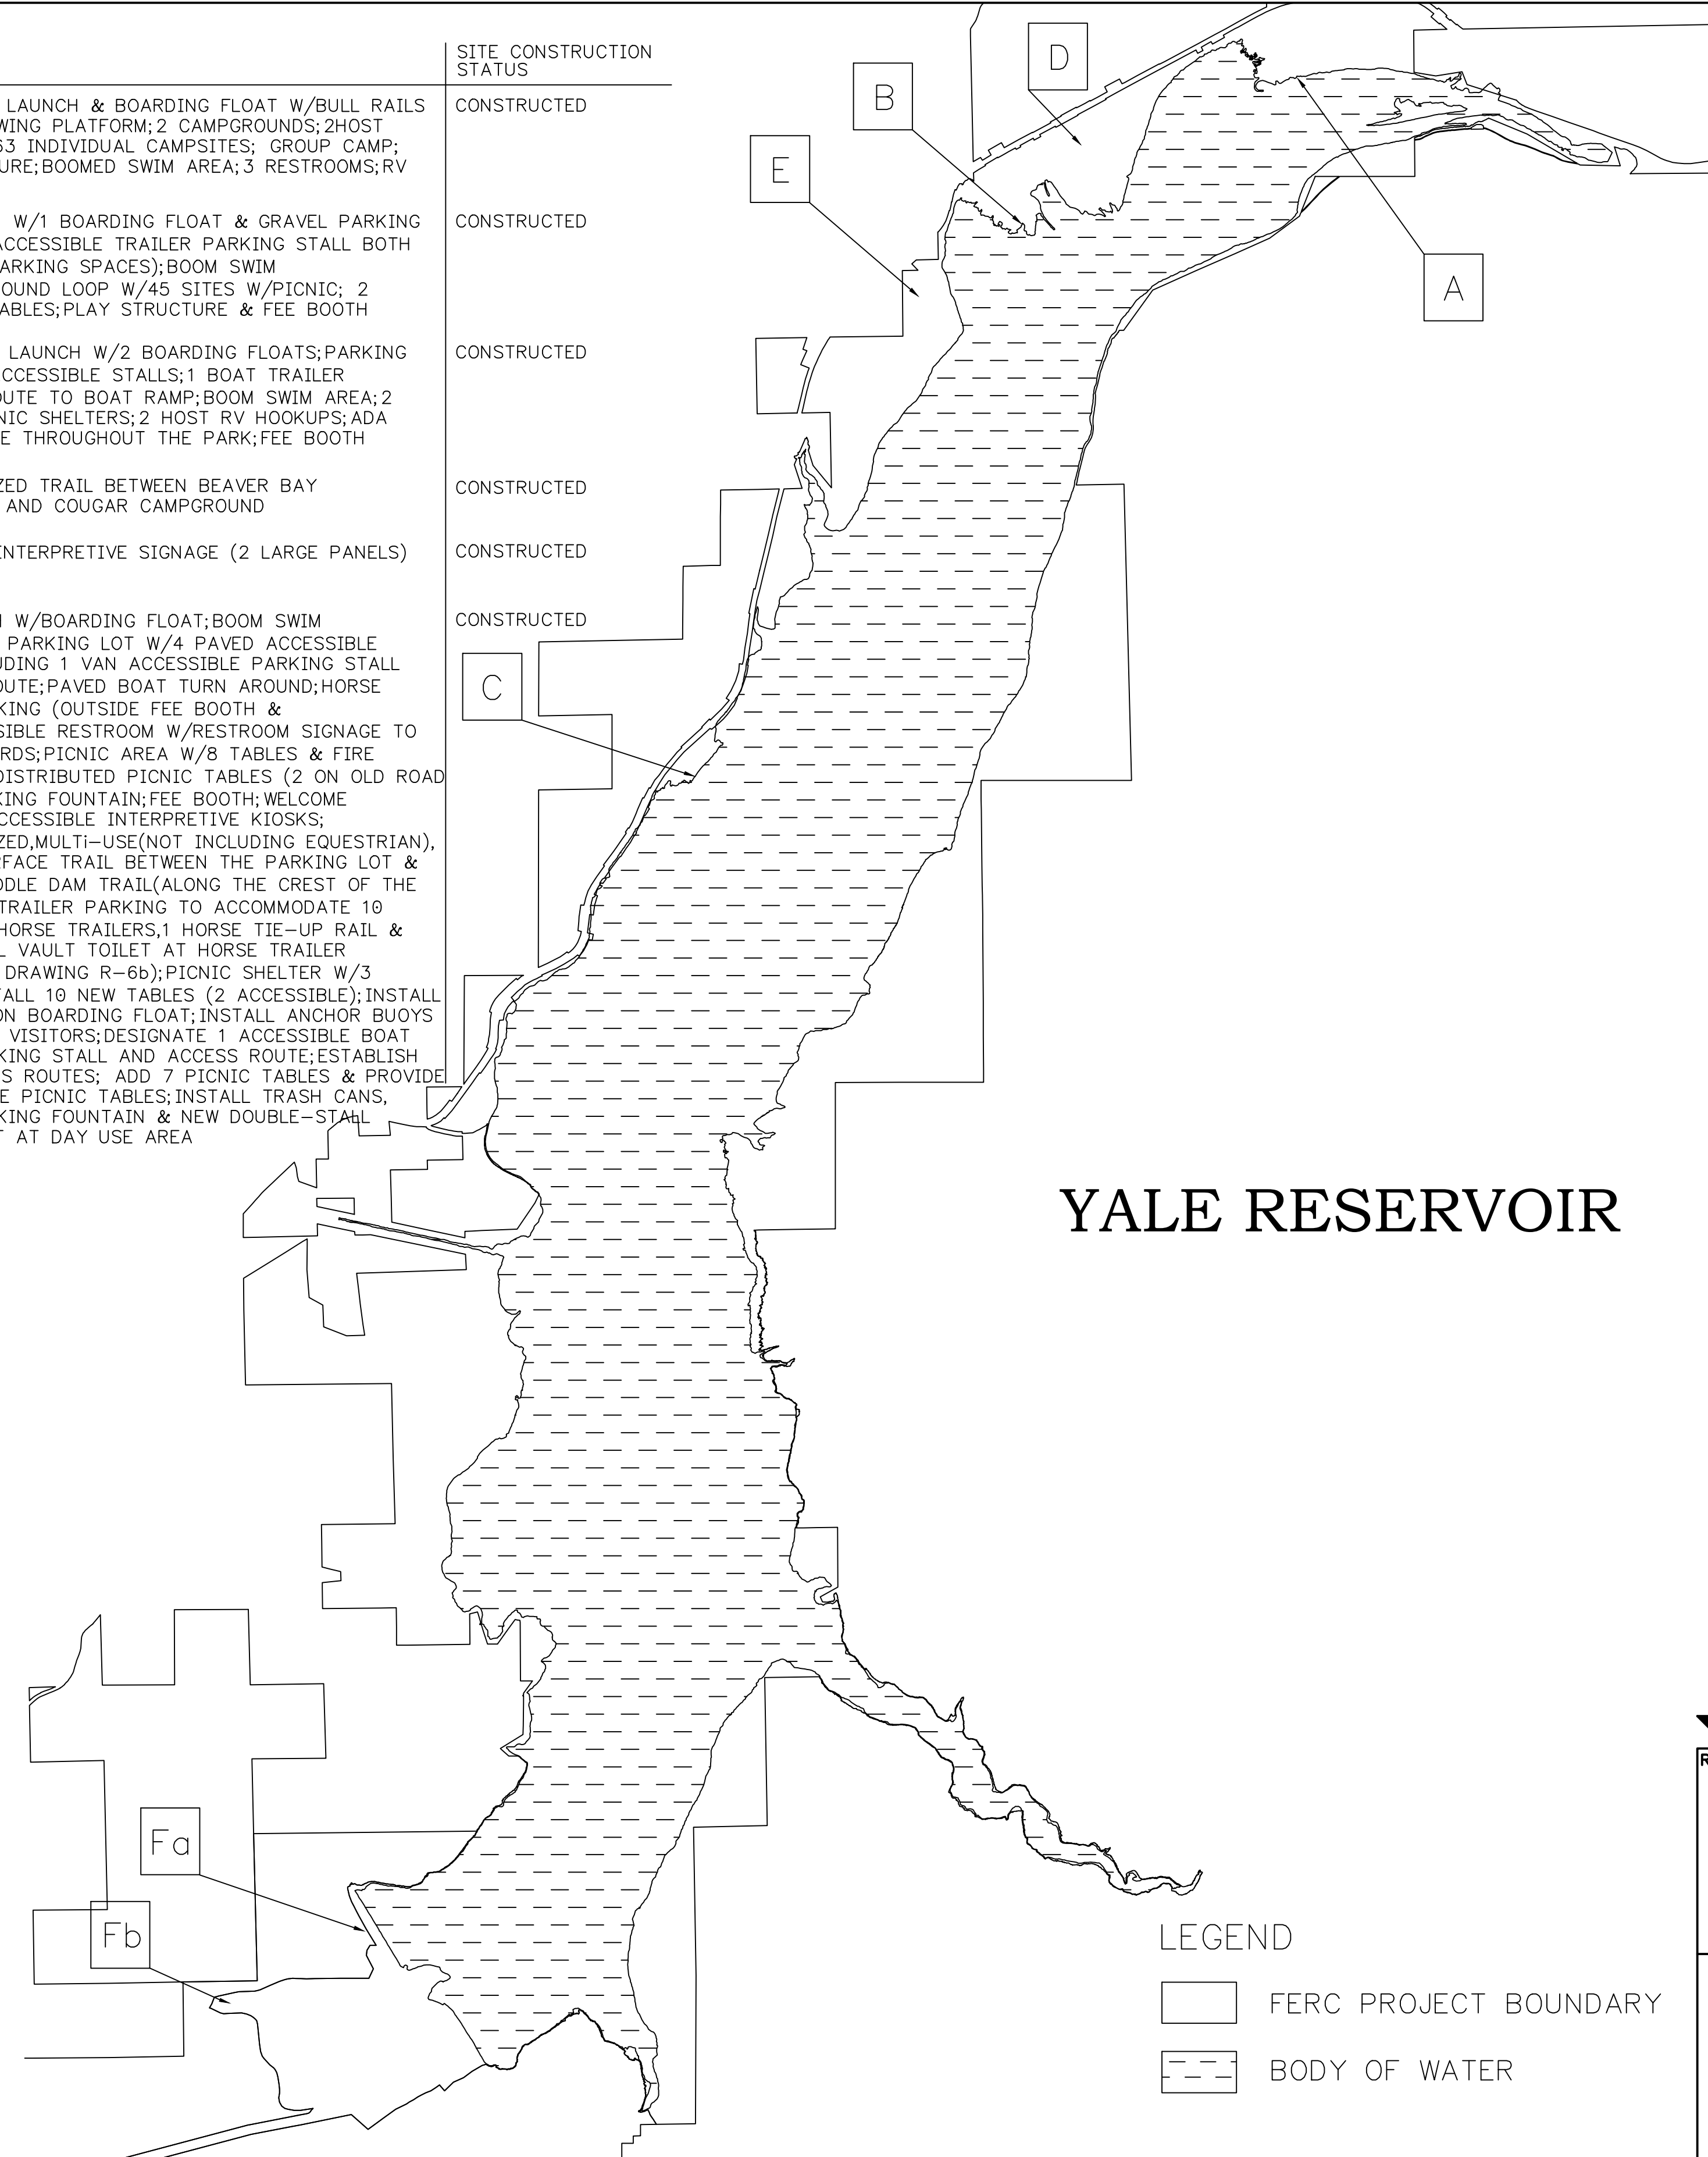 SITE CONSTRUCTION
STATUS
LAUNCH & BOARDING FLOAT W/BULL RAILS
CONSTRUCTED
WING PLATFORM;2 CAMPGROUNDS;2HOST
63 INDIVIDUAL CAMPSITES; GROUP CAMP;
URE;BOOMED SWIM AREA;3 RESTROOMS;RV
W/1 BOARDING FLOAT & GRAVEL PARKING
CONSTRUCTED
ACCESSIBLE TRAILER PARKING STALL BOTH
ARKING SPACES);BOOM SWIM
OUND LOOP W/45 SITES W/PICNIC; 2
ABLES;PLAY STRUCTURE & FEE BOOTH
LAUNCH W/2 BOARDING FLOATS;PARKING
CONSTRUCTED
CCESSIBLE STALLS;1 BOAT TRAILER
OUTE TO BOAT RAMP;BOOM SWIM AREA;2
NIC SHELTERS;2 HOST RV HOOKUPS;ADA
E THROUGHOUT THE PARK;FEE BOOTH
ZED TRAIL BETWEEN BEAVER BAY
CONSTRUCTED
AND COUGAR CAMPGROUND
INTERPRETIVE SIGNAGE (2 LARGE PANELS)
CONSTRUCTED
W/BOARDING FLOAT;BOOM SWIM
CONSTRUCTED
PARKING LOT W/4 PAVED ACCESSIBLE
UDING 1 VAN ACCESSIBLE PARKING STALL
OUTE;PAVED BOAT TURN AROUND;HORSE
KING (OUTSIDE FEE BOOTH &
SIBLE RESTROOM W/RESTROOM SIGNAGE TO
RDS;PICNIC AREA W/8 TABLES & FIRE
DISTRIBUTED PICNIC TABLES (2 ON OLD ROAD
KING FOUNTAIN;FEE BOOTH;WELCOME
CCESSIBLE INTERPRETIVE KIOSKS;
ZED,MULTi-USE(NOT INCLUDING EQUESTRIAN),
RFACE TRAIL BETWEEN THE PARKING LOT &
DDLE DAM TRAIL(ALONG THE CREST OF THE
TRAILER PARKING TO ACCOMMODATE 10
HORSE TRAILERS,1 HORSE TIE-UP RAIL &
L VAULT TOILET AT HORSE TRAILER
DRAWING R-6b);PICNIC SHELTER W/3
TALL 10 NEW TABLES (2 ACCESSIBLE);INSTALL
ON BOARDING FLOAT;INSTALL ANCHOR BUOYS
VISITORS;DESIGNATE 1 ACCESSIBLE BOAT
KING STALL AND ACCESS ROUTE;ESTABLISH
S ROUTES; ADD 7 PICNIC TABLES & PROVIDE
E PICNIC TABLES;INSTALL TRASH CANS,
KING FOUNTAIN & NEW DOUBLE-STALL
T AT DAY USE AREA
D
B
E
A
C
YALE RESERVOIR
Fa
Fb
LEGEND
FERC PROJECT BOUNDARY
BODY OF WATER
R